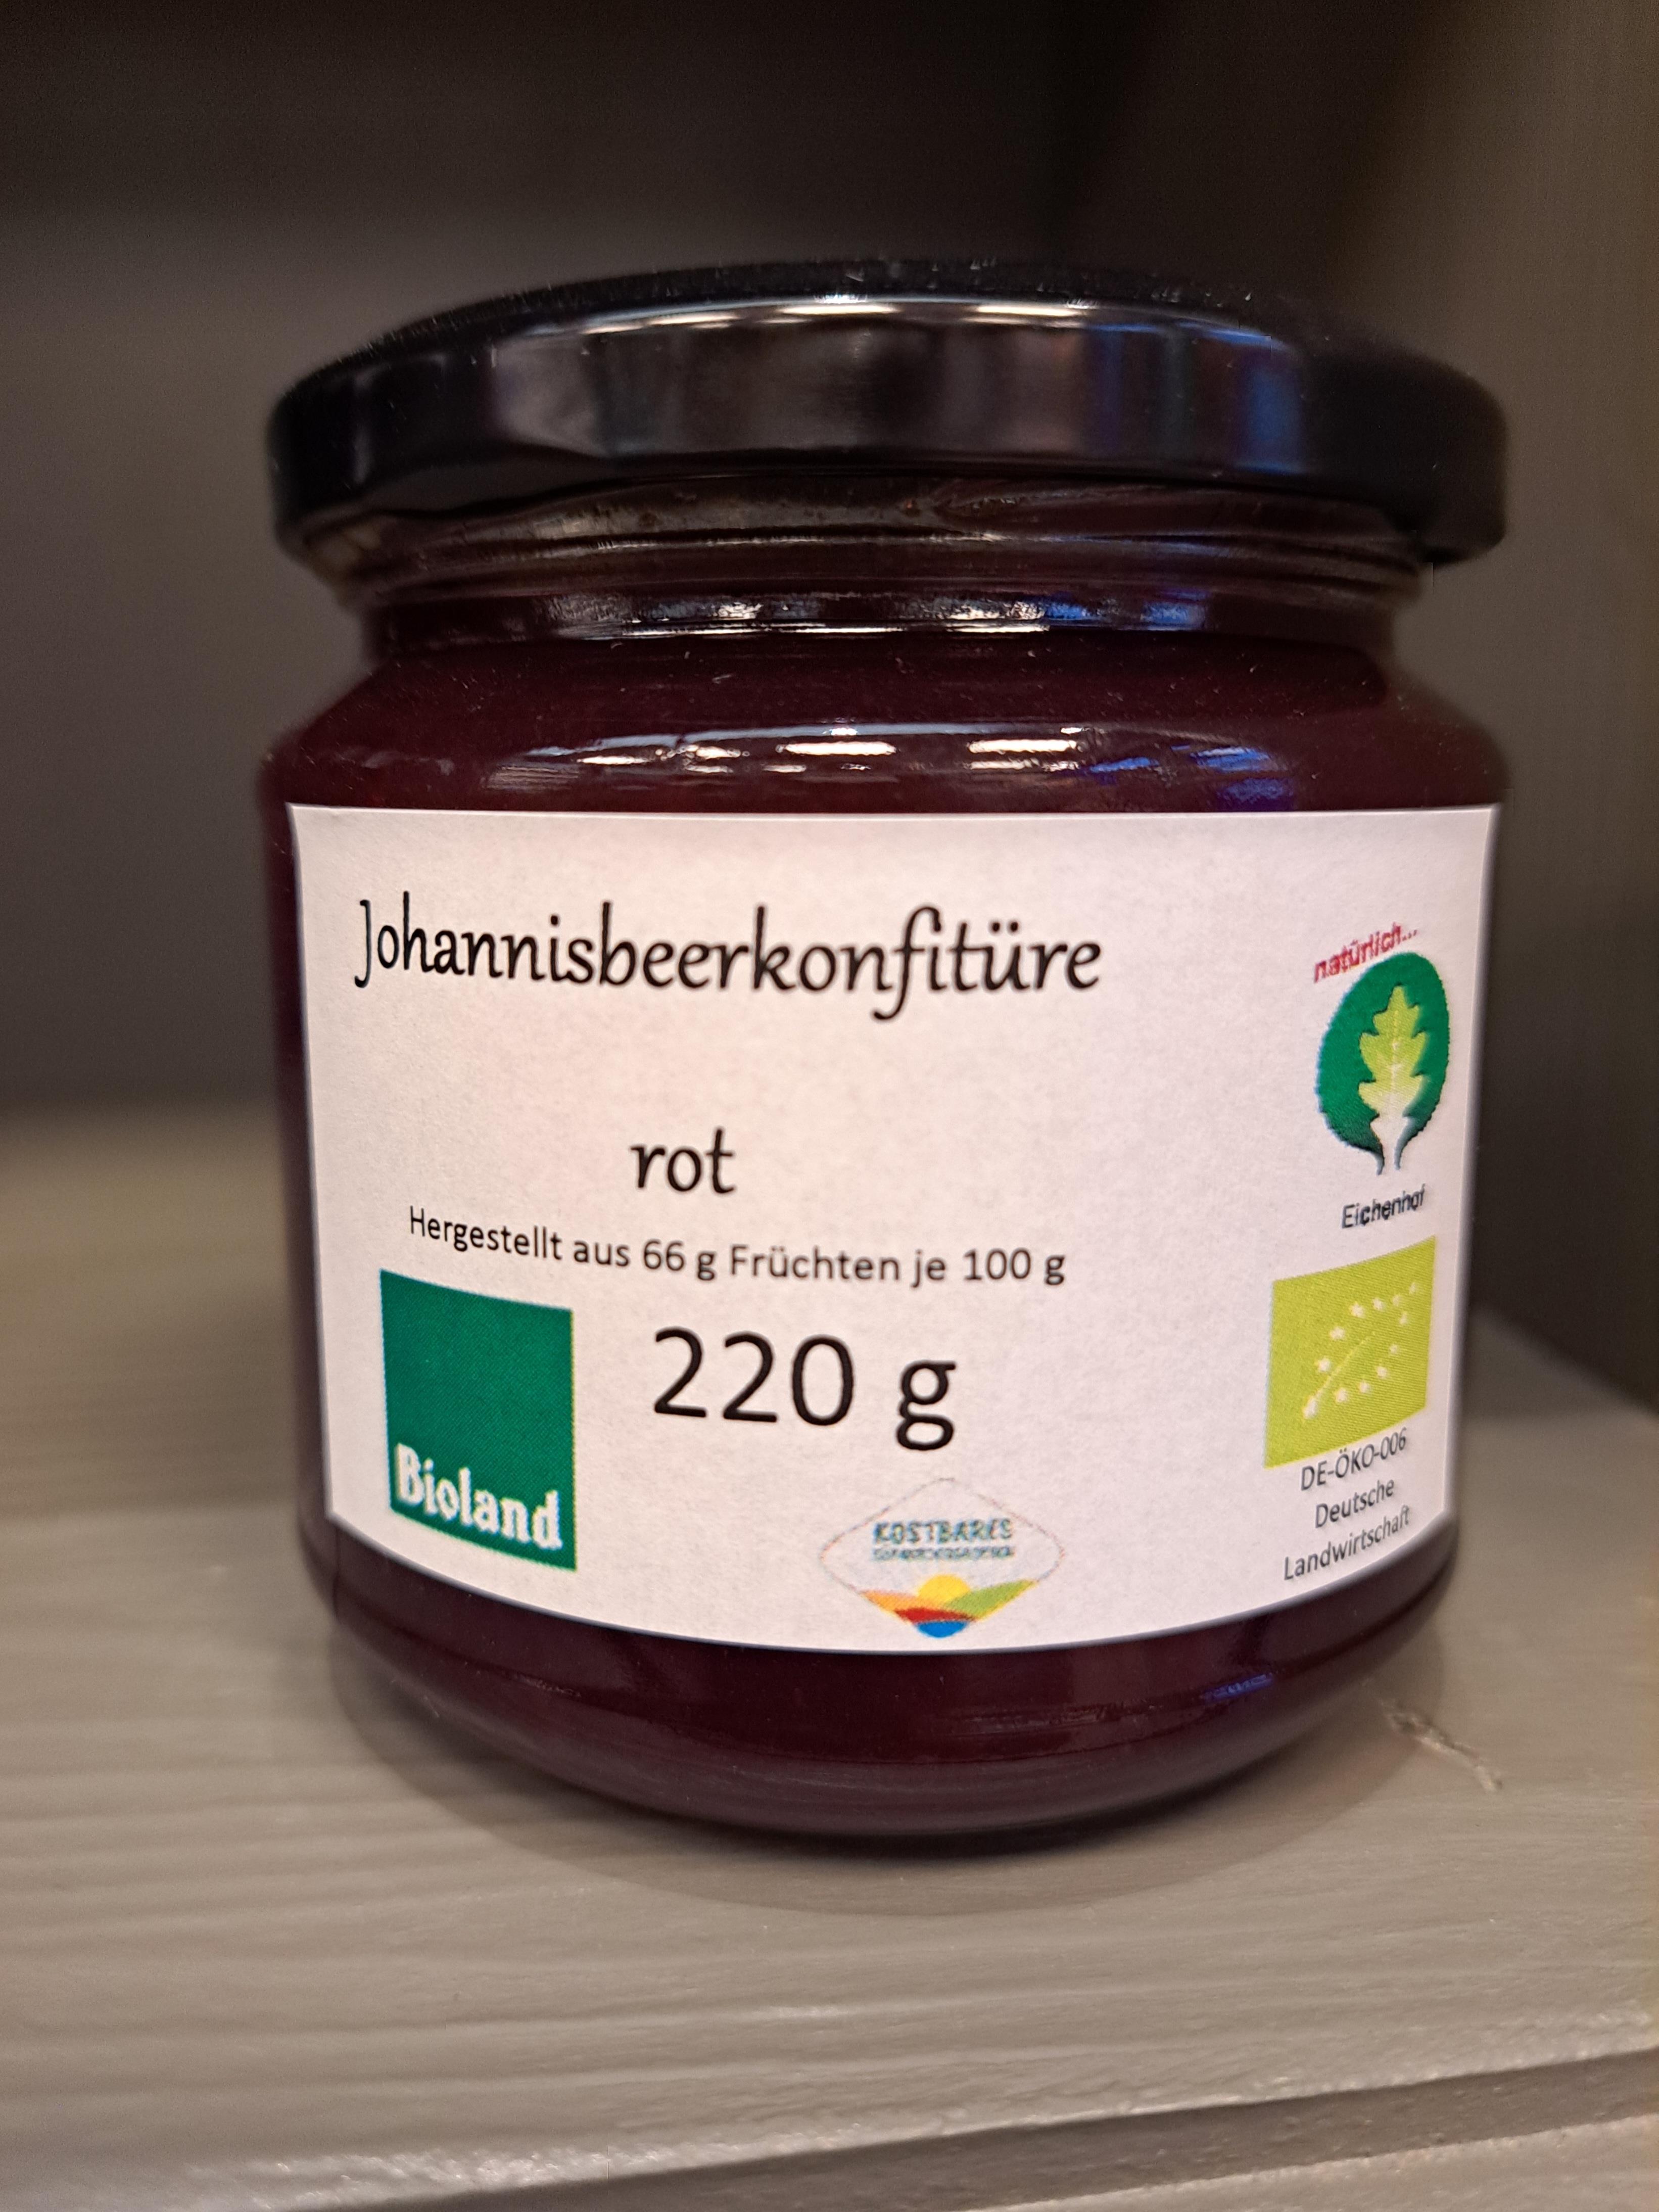 Johannisbeerkonfitüre
rot
Hergestellt aus 66 g Früchten je 100 g
220 g
Bioland
KOSTBARES
natürlich...
Eichenhof
DE-ÖKO-006
Deutsche
Landwirtschaft